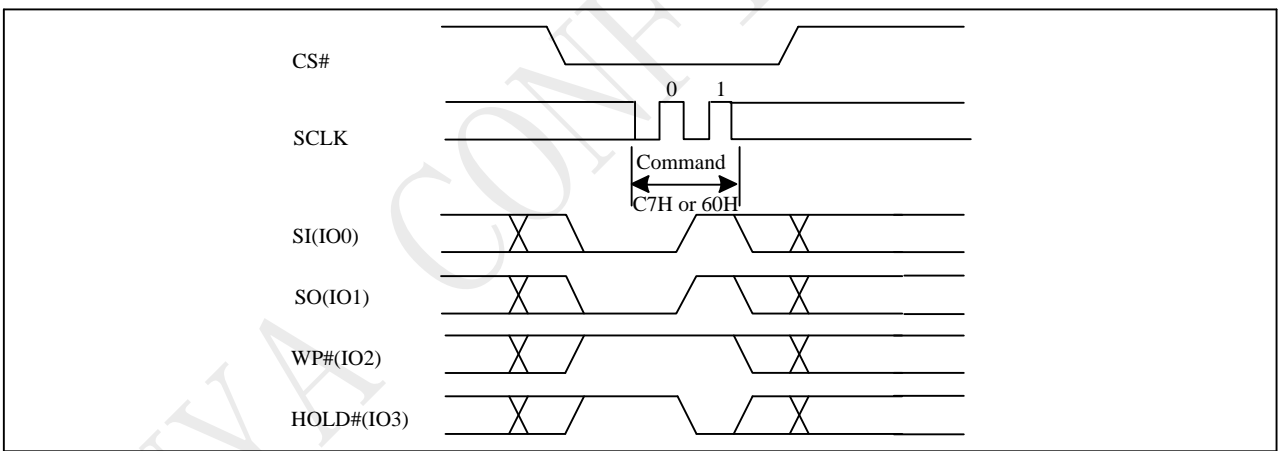 CS#
0 1
SCLK
Command
C7H or 60H
SI(IO0)
SO(IO1)
WP#(IO2)
HOLD#(IO3)